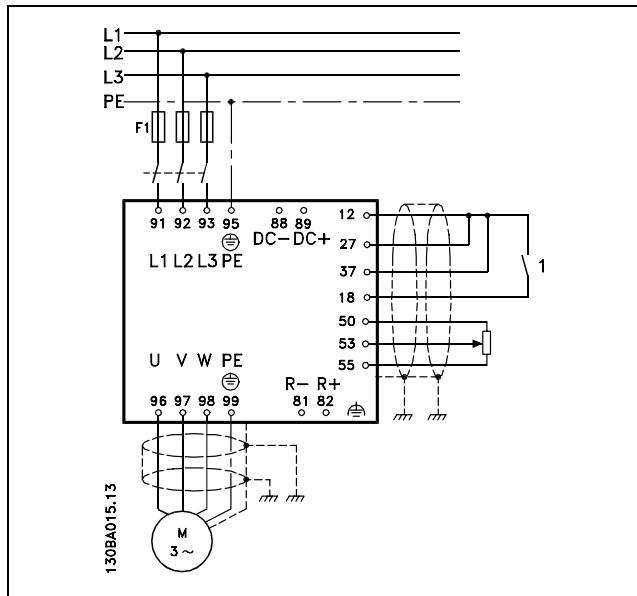 L1
L2
L3
PE
F1
91 92 93 95 88 89
DC- DC+
L1 L2 L3 PE
12
27
37
18
50
53
55
1
U V W PE
R- R+
96 97 98 99 81 82
M
3~
130BA015.13